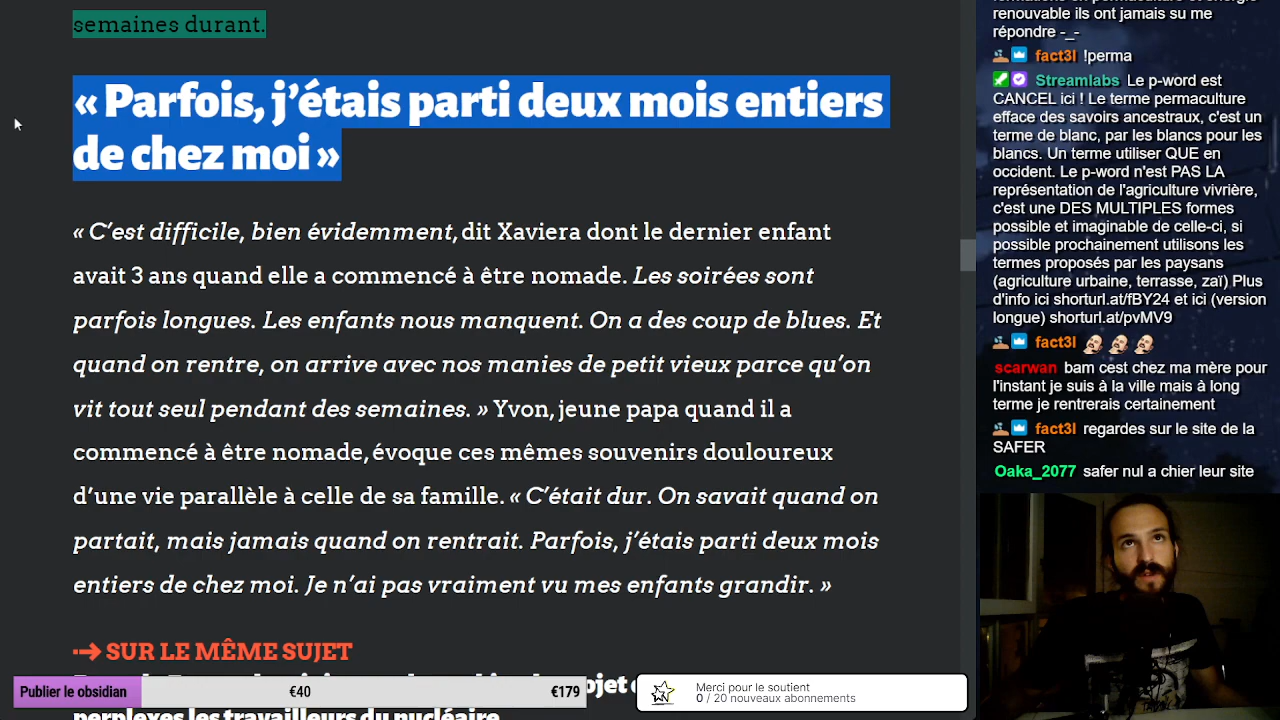 semaines durant.
« Parfois, j’étais parti deux mois entiers
de chez moi »
« C’est difficile, bien évidemment, dit Xaviera dont le dernier enfant
avait 3 ans quand elle a commencé à être nomade. Les soirées sont
parfois longues. Les enfants nous manquent. On a des coup de blues. Et
quand on rentre, on arrive avec nos manies de petit vieux parce qu’on
vit tout seul pendant des semaines. » Yvon, jeune papa quand il a
commencé à être nomade, évoque ces mêmes souvenirs douloureux
d’une vie parallèle à celle de sa famille. « C’était dur. On savait quand on
partait, mais jamais quand on rentrait. Parfois, j’étais parti deux mois
entiers de chez moi. Je n’ai pas vraiment vu mes enfants grandir. »
SUR LE MÊME SUJET
perplexes les travailleurs du nucléaire
Publier le obsidian €40 €179
Merci pour le soutient
0 / 20 nouveaux abonnements
renouvable ils ont jamais su me
répondre -_-
fact3l !perma
Streamlabs Le p-word est
CANCEL ici ! Le terme permaculture
efface des savoirs ancestraux, c'est un
terme de blanc, par les blancs pour les
blancs. Un terme utiliser QUE en
occident. Le p-word n'est PAS LA
représentation de l'agriculture vivrière,
c'est une DES MULTIPLES formes
possible et imaginable de celle-ci, si
possible prochainement utilisons les
termes proposés par les paysans
(agriculture urbaine, terrasse, zaï) Plus
d'info ici shorturl.at/fBY24 et ici (version
longue) shorturl.at/pvMV9
fact3l
scarwan bam cest chez ma mère pour
l'instant je suis à la ville mais à long
terme je rentrerais certainement
fact3l regardes sur le site de la
SAFER
Oaka_2077 safer nul a chier leur site